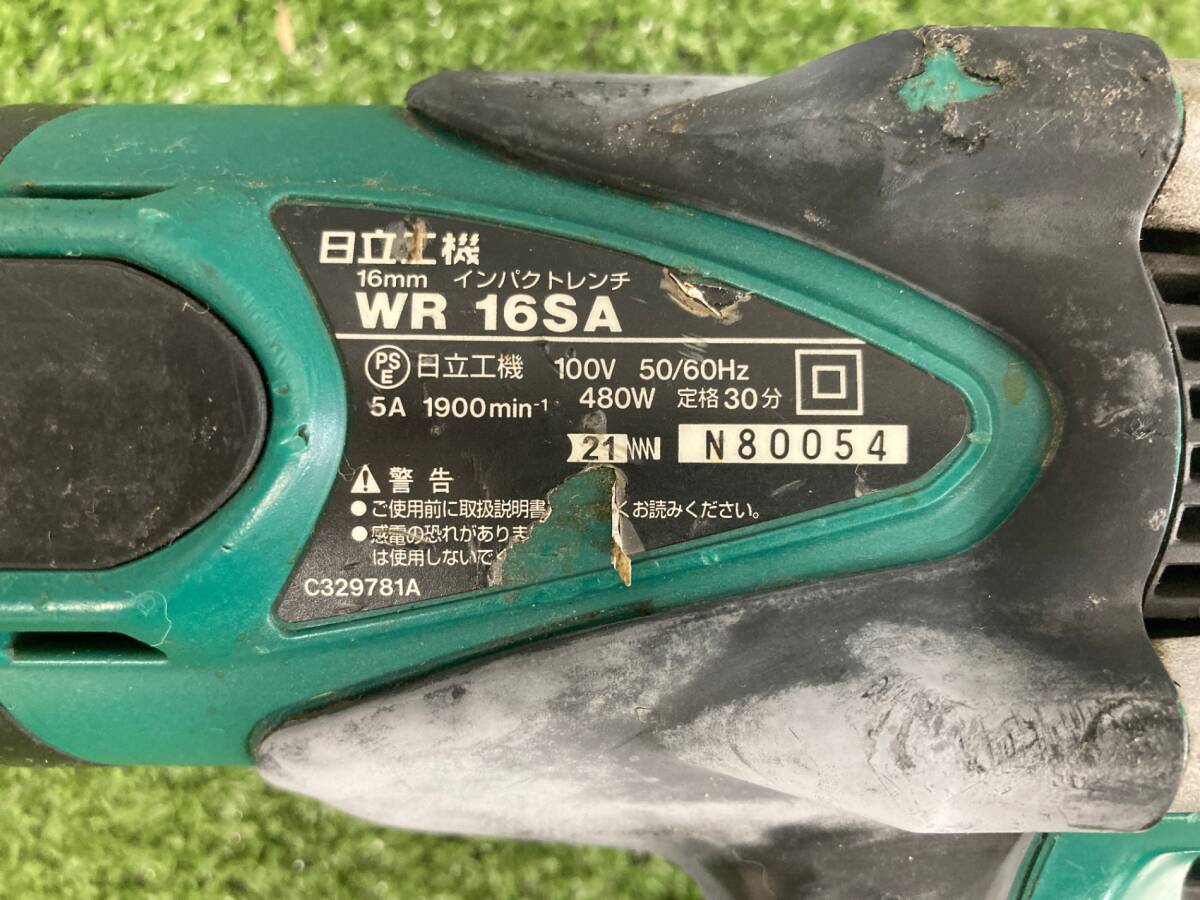 日立工機
16mm インパクトレンチ
WR 16SA
PS E 日立工機 100V 50/60Hz
5A 1900min-1 480W 定格30分
21 N80054
警告
●ご使用前に取扱説明書 くお読みください。
●感電の恐れがありま
は使用しないで
C329781A